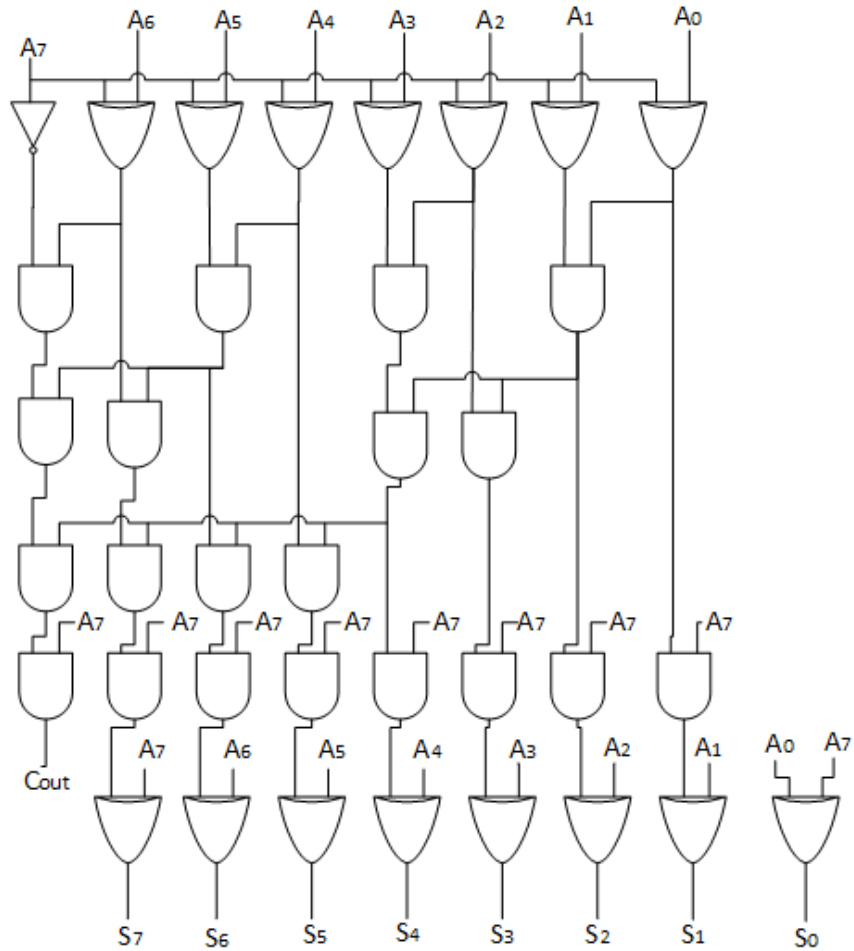 A7 A6 A5 A4 A3 A2 A1 A0
A7 A7 A7 A7 A7 A7 A7 A7
A7 A6 A5 A4 A3 A2 A1 A0 A7
Cout
S7 S6 S5 S4 S3 S2 S1 S0